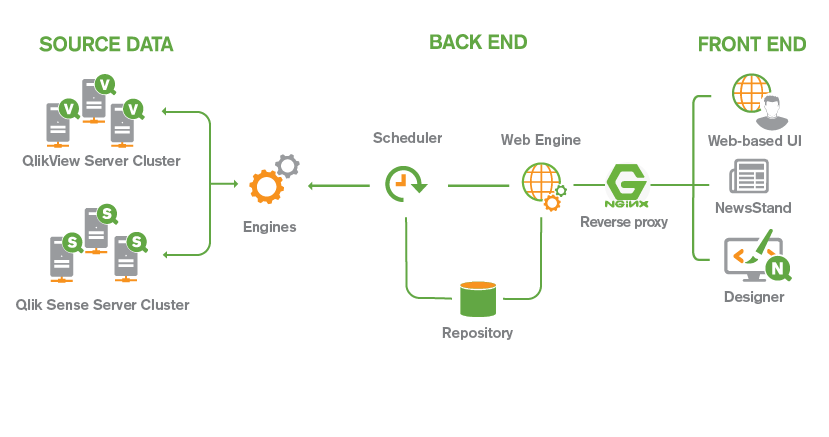 SOURCE DATA
BACK END
FRONT END
V
V
V
QlikView Server Cluster
Scheduler
Web Engine
Web-based UI
NGINX
Engines
Reverse proxy
NewsStand
S
S
S
Qlik Sense Server Cluster
N
Designer
Repository